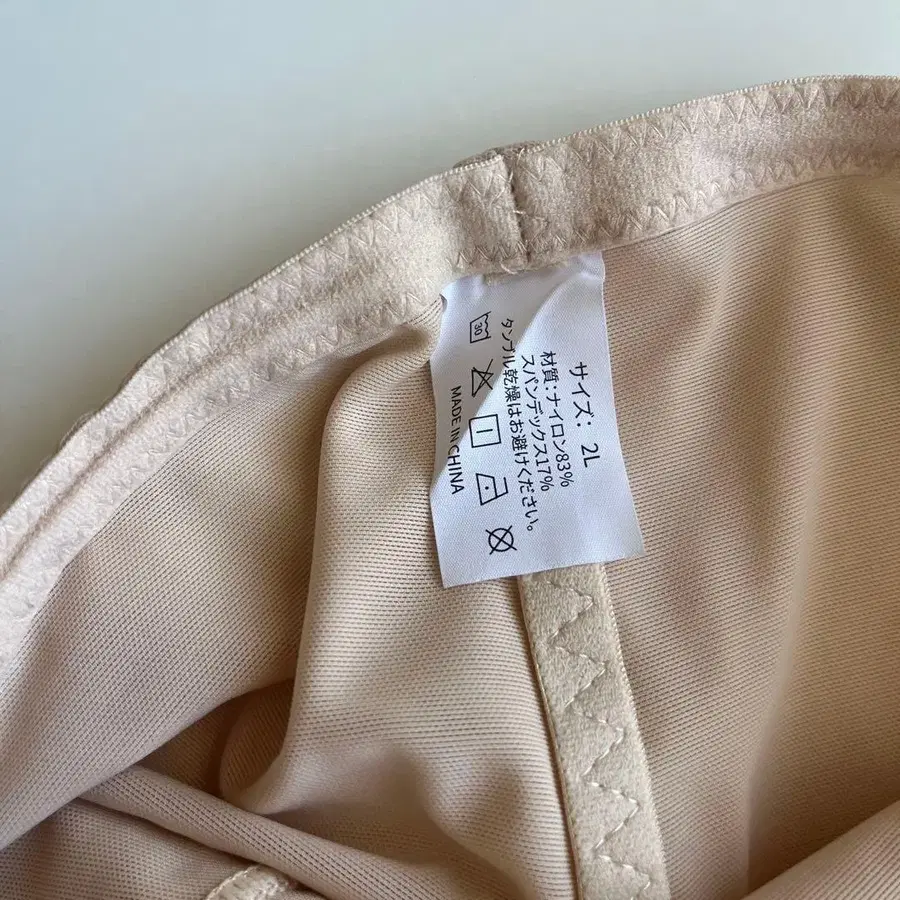 サイズ：2L
材質：ナイロン83%
スパンデックス17%
タンブル乾燥はお避けください。
30
MADE IN CHINA